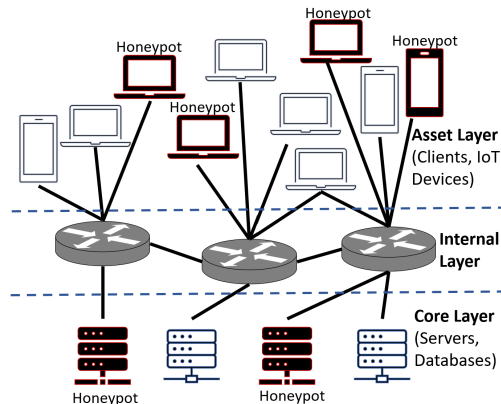 Honeypot
Honeypot
Honeypot
Honeypot
Asset Layer
(Clients, IoT
Devices)
Internal
Layer
Core Layer
(Servers,
Databases)
Honeypot
Honeypot